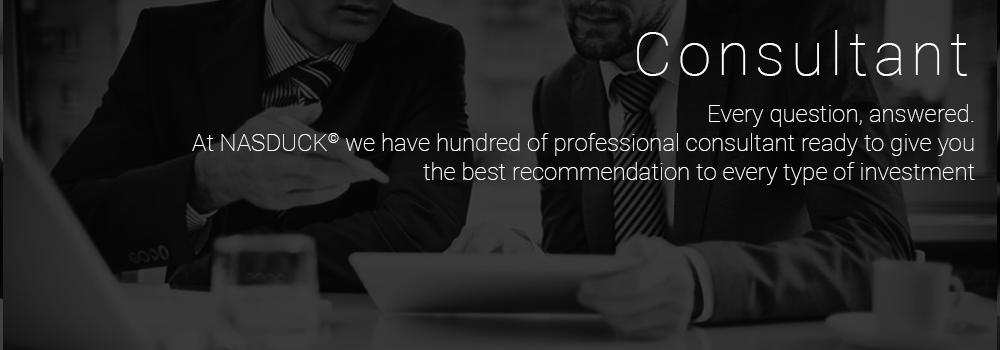 Consultant
Every question, answered.
At NASDUCK© we have hundred of professional consultant ready to give you
the best recommendation to every type of investment